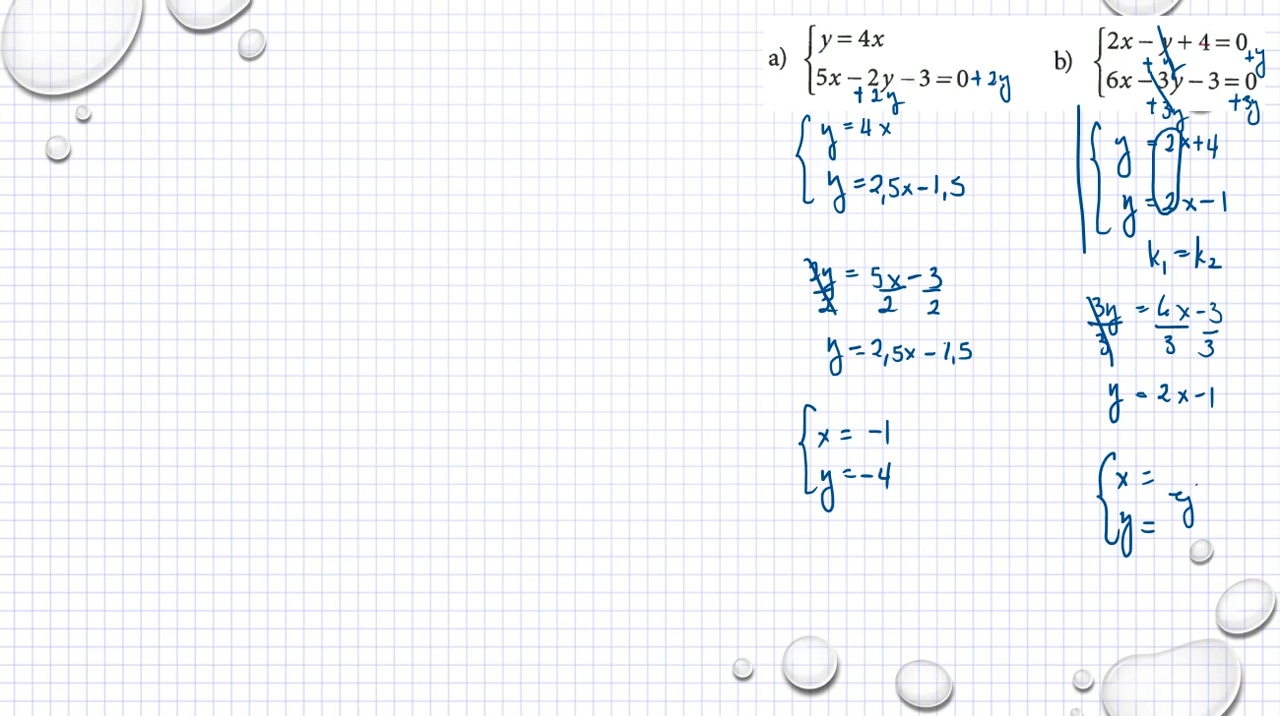 a) { y = 4x
5x − 2y − 3 = 0 + 2y
+ 2y
{ y = 4x
y = 2,5x − 1,5
2y/2 = 5x/2 − 3/2
y = 2,5x − 1,5
{ x = −1
y = −4
b) { 2x − y + 4 = 0 + y
+ y
6x − 3y − 3 = 0 + 3y
+ 3y
{ y = 2x + 4
y = 2x − 1
k₁ = k₂
3y/3 = 6x/3 − 3/3
y = 2x − 1
{ x =
y =